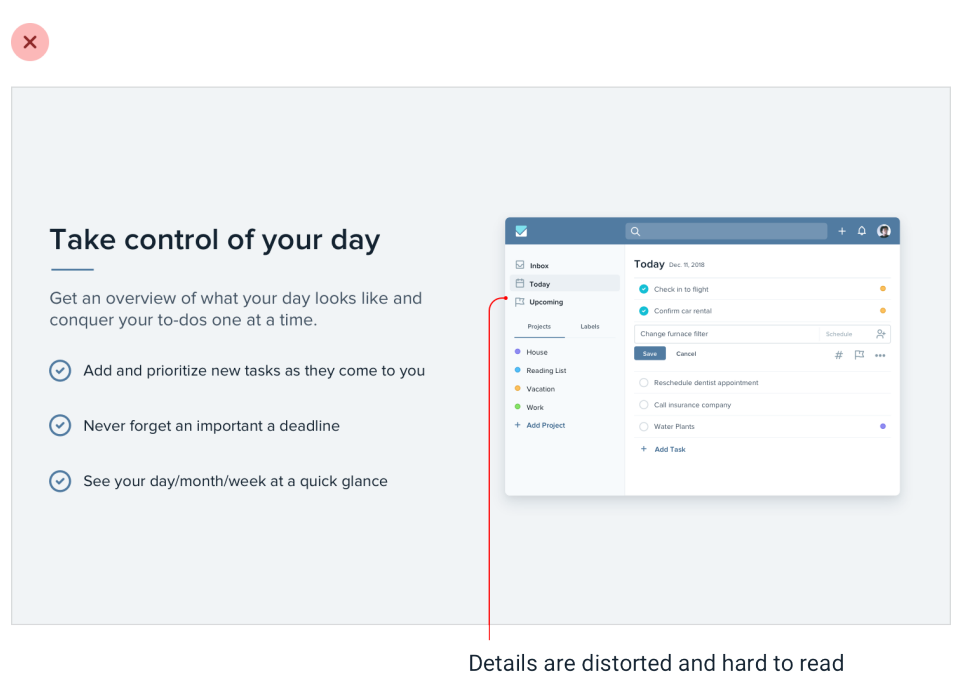 Take control of your day
Get an overview of what your day looks like and
conquer your to-dos one at a time.
Add and prioritize new tasks as they come to you
Never forget an important a deadline
See your day/month/week at a quick glance
Inbox
Today
Upcoming
Projects Labels
House
Reading List
Vacation
Work
+ Add Project
Today Dec. 11, 2018
Check in to flight
Confirm car rental
Change furnace filter Schedule
Save Cancel
Reschedule dentist appointment
Call insurance company
Water Plants
+ Add Task
Details are distorted and hard to read